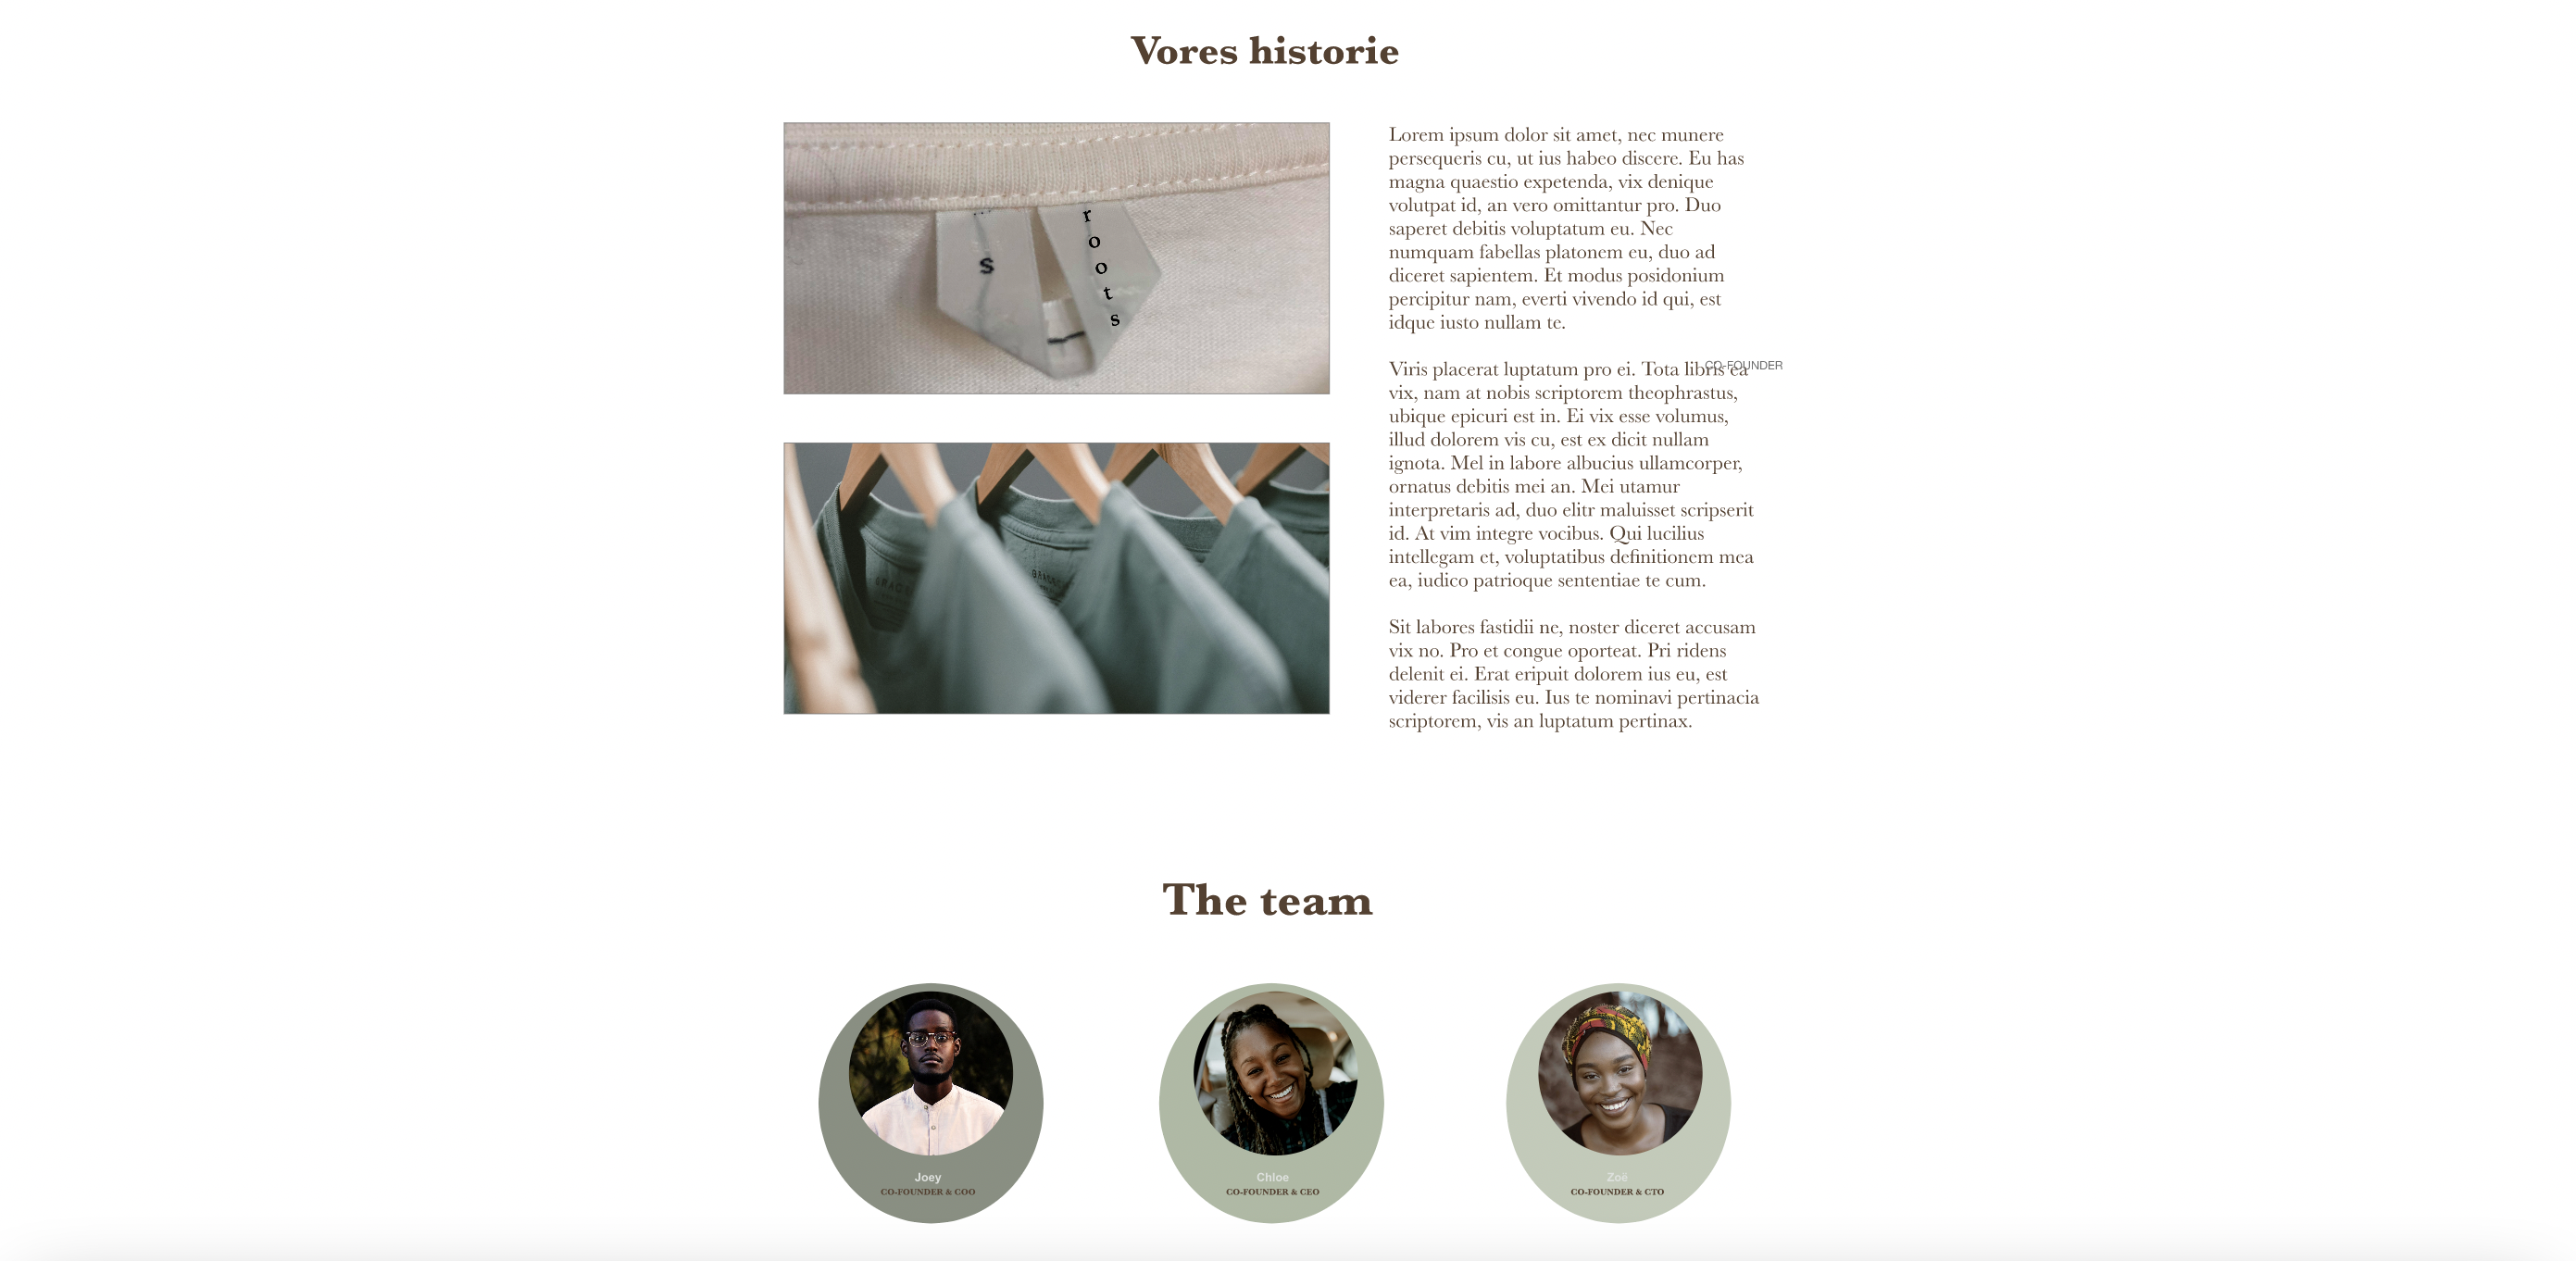 Vores historie
s
r
o
o
t
s
Lorem ipsum dolor sit amet, nec munere
persequeris cu, ut ius habeo discere. Eu has
magna quaestio expetenda, vix denique
volutpat id, an vero omittantur pro. Duo
saperet debitis voluptatum eu. Nec
numquam fabellas platonem eu, duo ad
diceret sapientem. Et modus posidonium
percipitur nam, everti vivendo id qui, est
idque iusto nullam te.
Viris placerat luptatum pro ei. Tota libris ea
CO-FOUNDER
vix, nam at nobis scriptorem theophrastus,
ubique epicuri est in. Ei vix esse volumus,
illud dolorem vis cu, est ex dicit nullam
ignota. Mel in labore albucius ullamcorper,
ornatus debitis mei an. Mei utamur
interpretaris ad, duo elitr maluisset scripserit
id. At vim integre vocibus. Qui lucilius
intellegam et, voluptatibus definitionem mea
ea, iudico patrioque sententiae te cum.
Sit labores fastidii ne, noster diceret accusam
vix no. Pro et congue oporteat. Pri ridens
delenit ei. Erat eripuit dolorem ius eu, est
viderer facilisis eu. Ius te nominavi pertinacia
scriptorem, vis an luptatum pertinax.
The team
Joey
CO-FOUNDER & COO
Chloe
CO-FOUNDER & CEO
Zoë
CO-FOUNDER & CTO